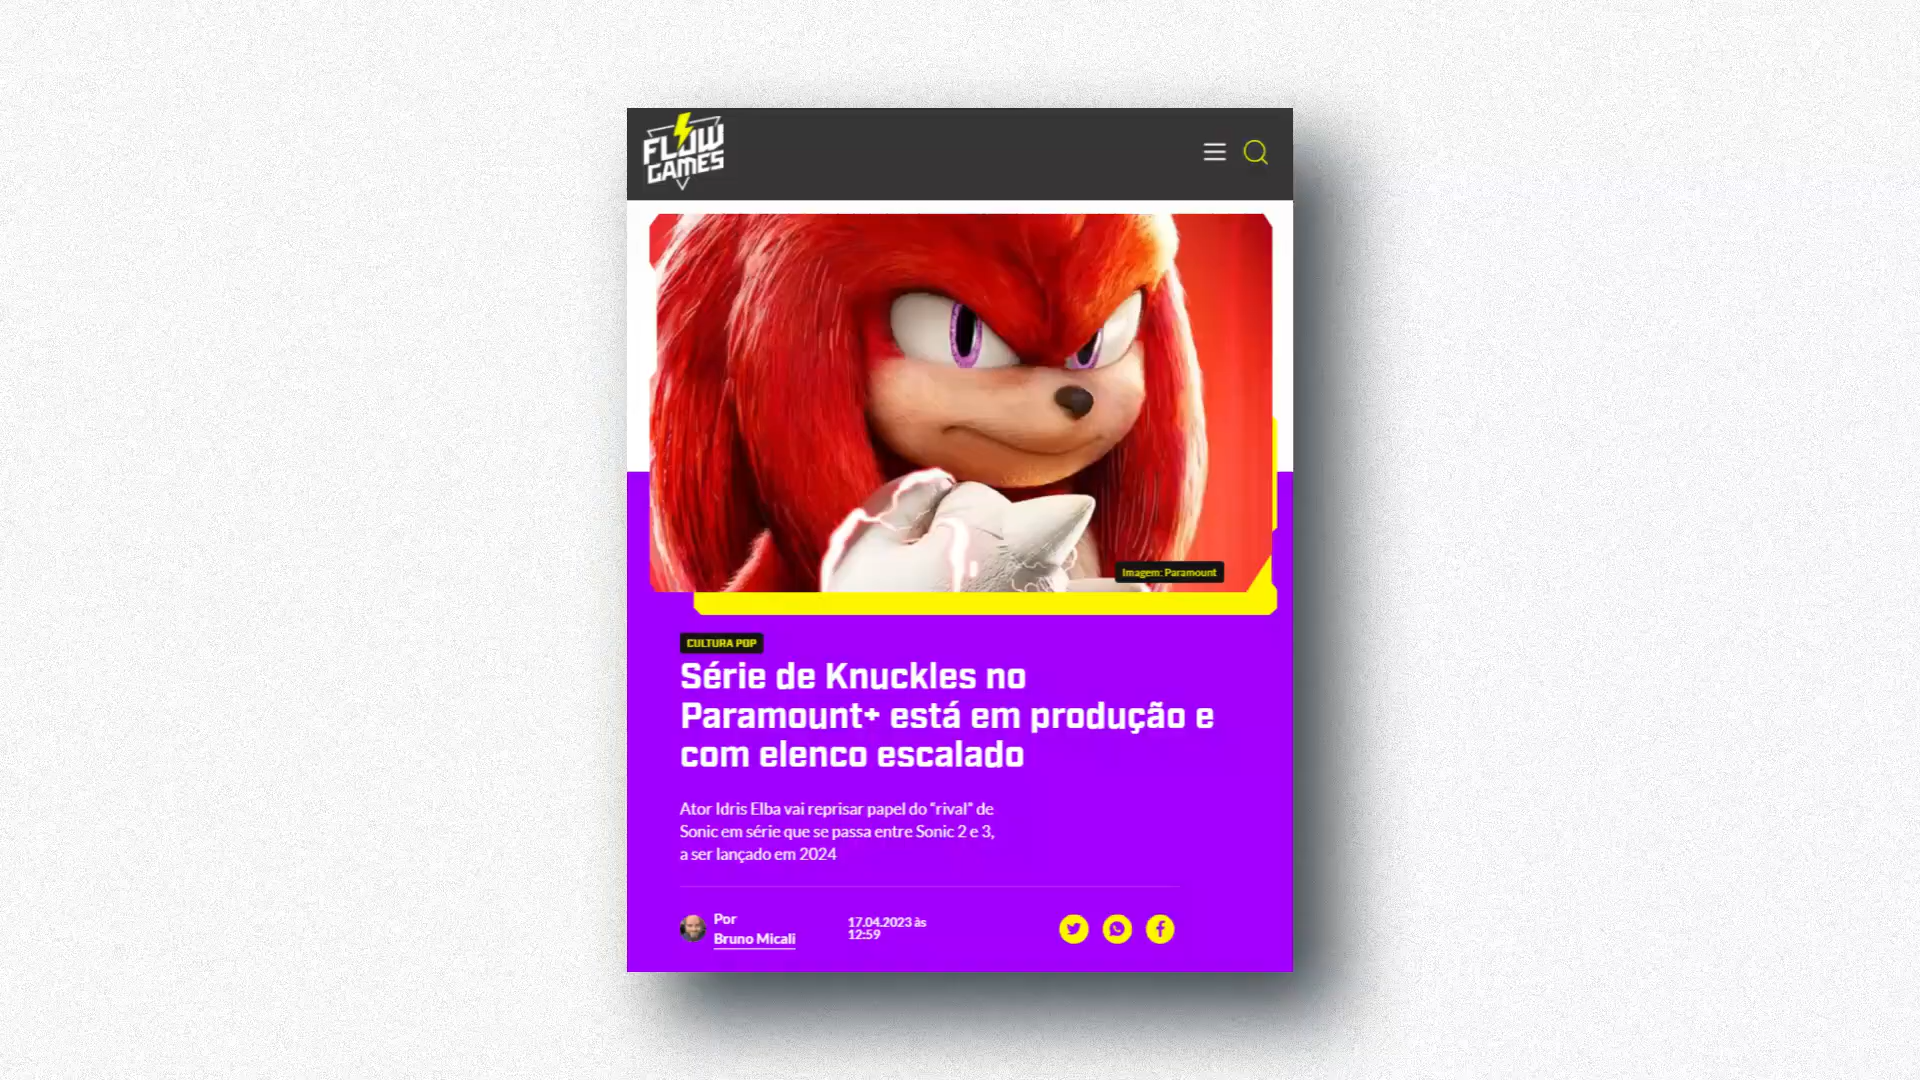 FLOW
GAMES
Imagem: Paramount
CULTURA POP
Série de Knuckles no
Paramount+ está em produção e
com elenco escalado
Ator Idris Elba vai reprisar papel do “rival” de
Sonic em série que se passa entre Sonic 2 e 3,
a ser lançado em 2024
Por
Bruno Micali
17.04.2023 às
12:59